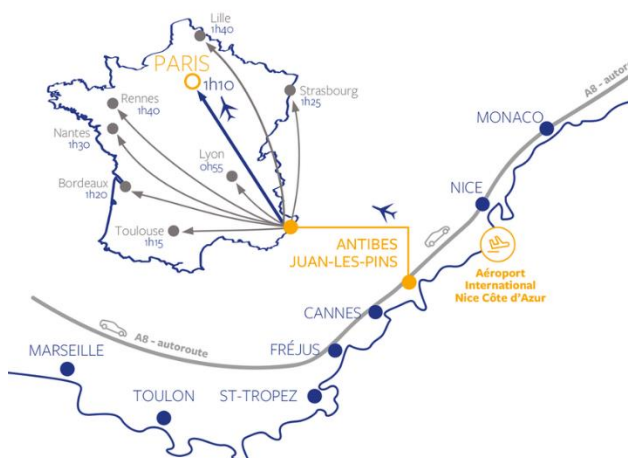 Lille
1h40
PARIS
1h10
Strasbourg
1h25
Rennes
1h40
Nantes
1h30
Lyon
0h55
Bordeaux
1h20
Toulouse
1h15
A8 - autoroute
MONACO
NICE
ANTIBES
JUAN-LES-PINS
Aéroport
International
Nice Côte d'Azur
CANNES
A8 - autoroute
FRÉJUS
MARSEILLE
TOULON
ST-TROPEZ